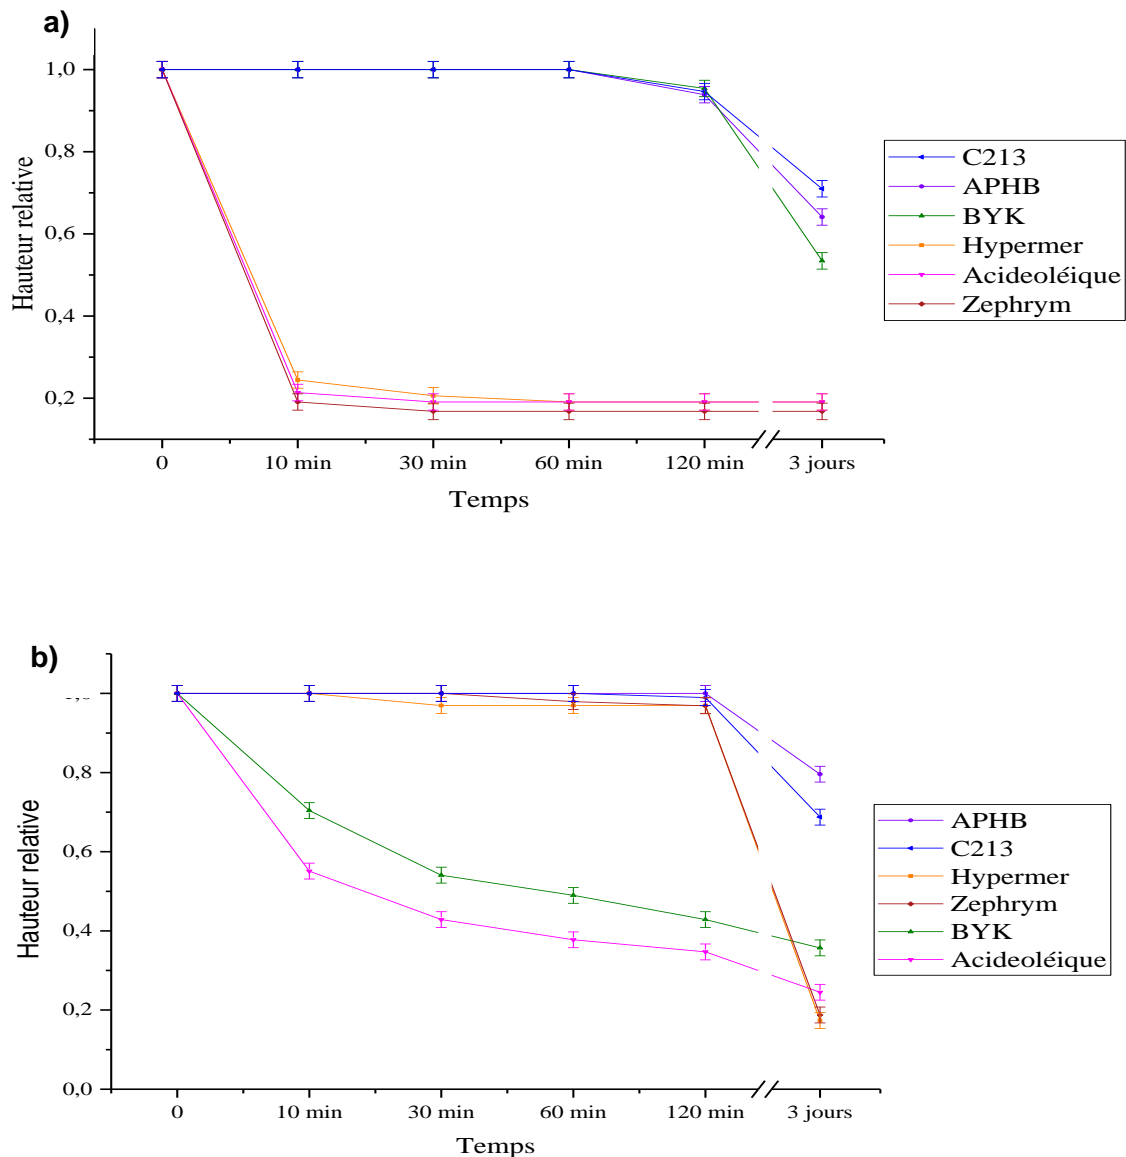 a)
Hauteur relative
1,0
0,8
0,6
0,4
0,2
0
10 min
30 min
60 min
120 min
3 jours
Temps
C213
APHB
BYK
Hypermer
Acideoléique
Zephrym
b)
Hauteur relative
0,8
0,6
0,4
0,2
0,0
0
10 min
30 min
60 min
120 min
3 jours
Temps
APHB
C213
Hypermer
Zephrym
BYK
Acideoléique